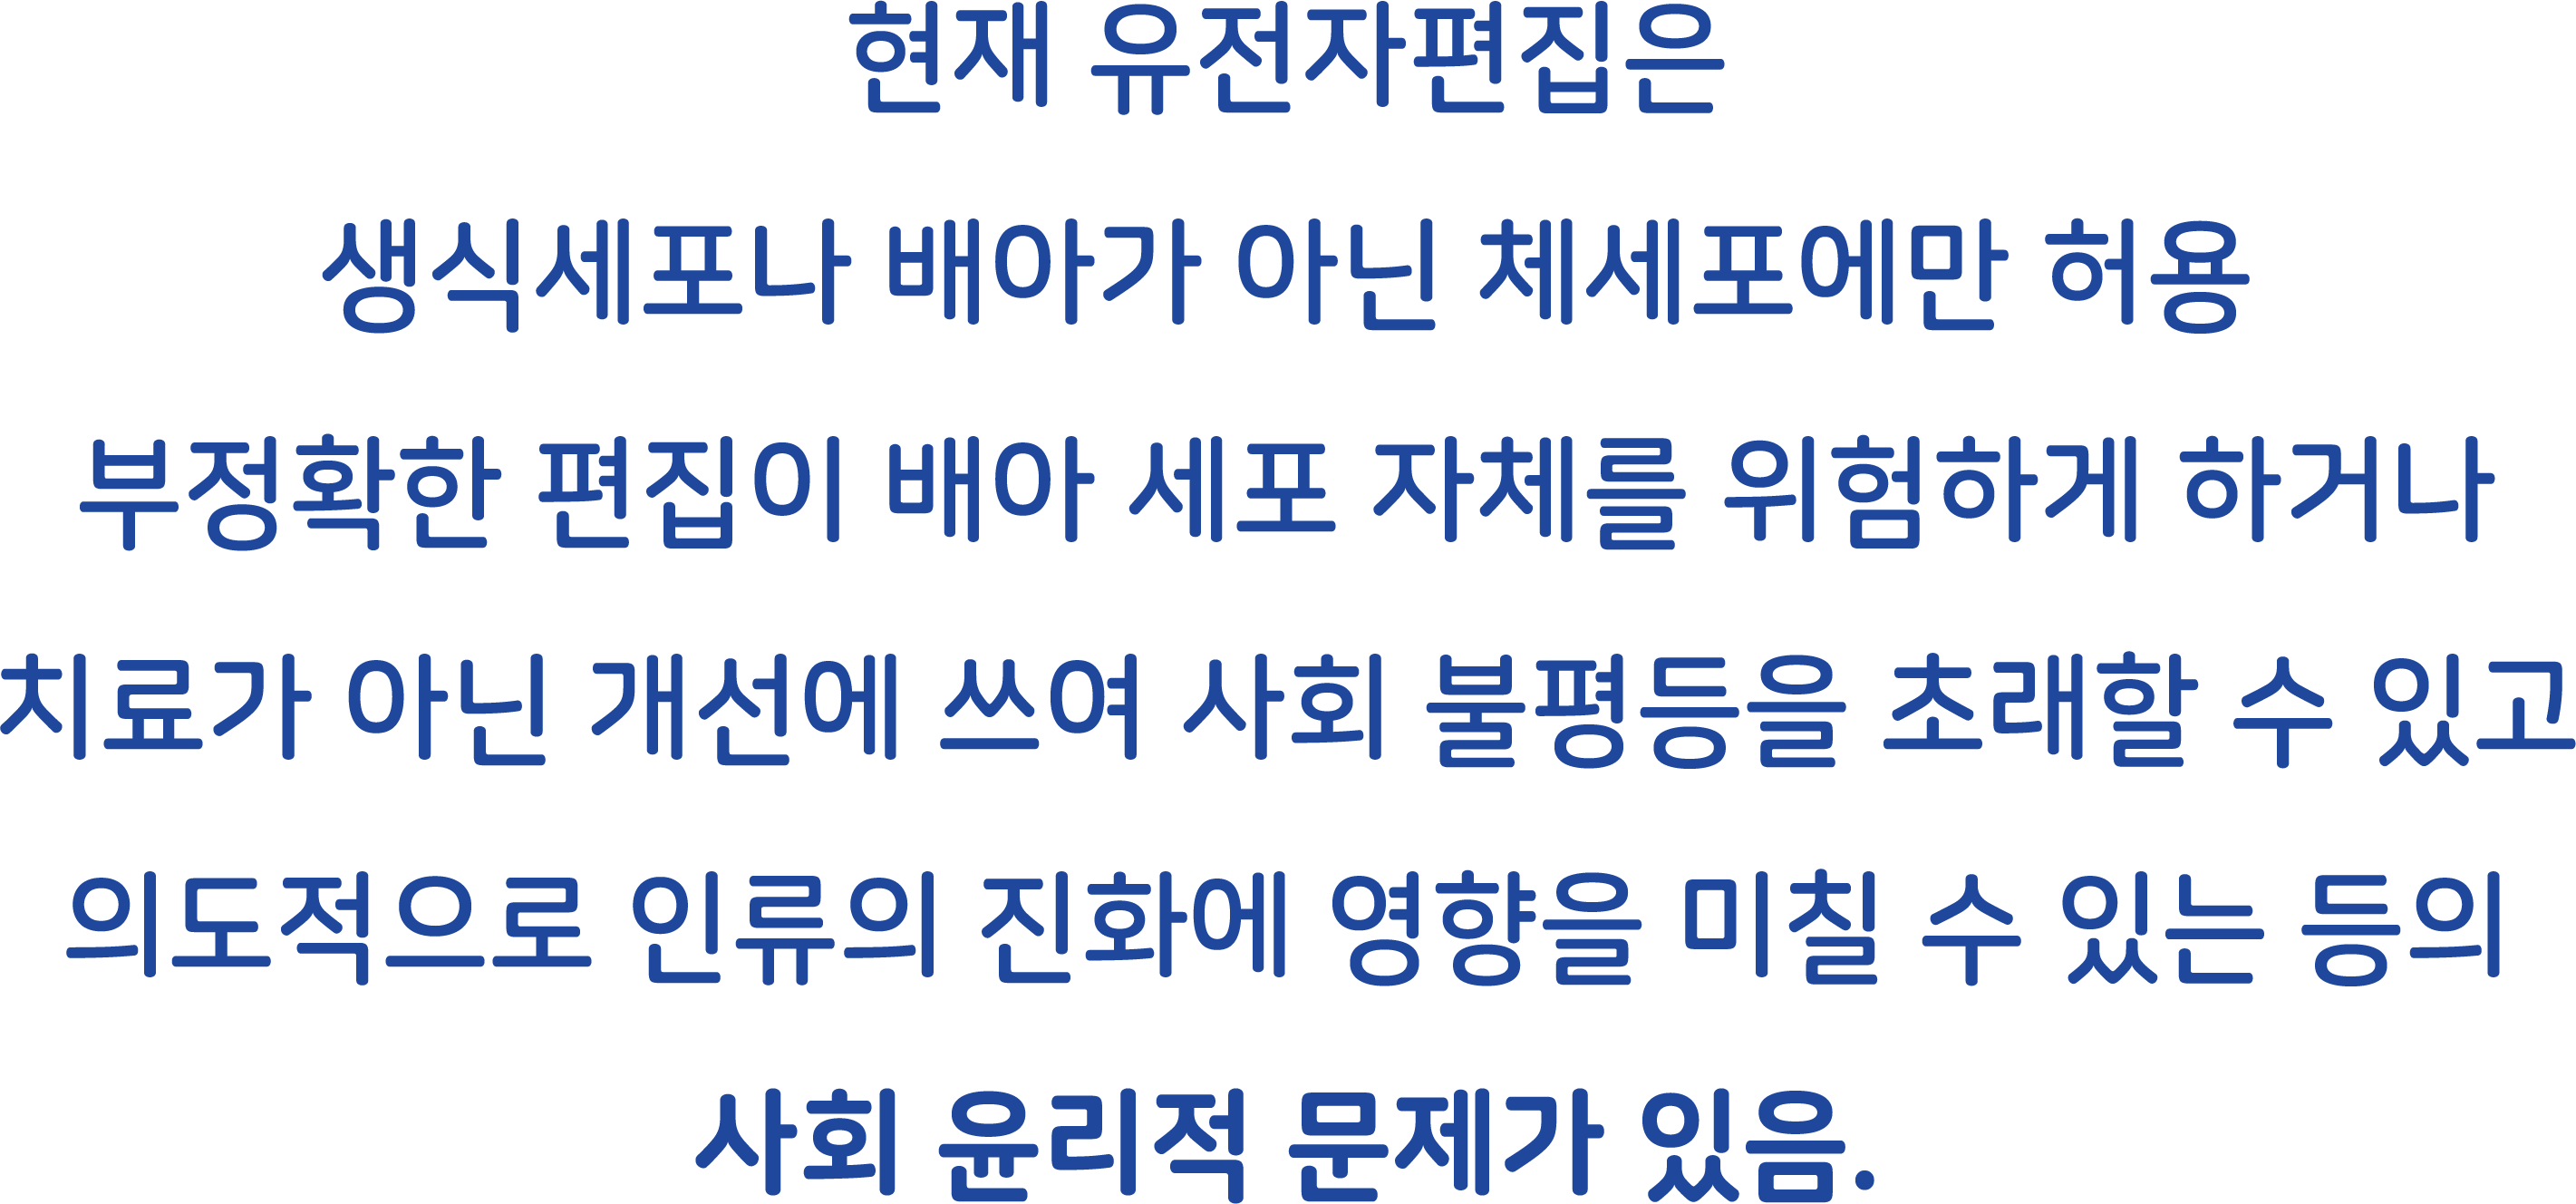 현재 유전자편집은
생식세포나 배아가 아닌 체세포에만 허용
부정확한 편집이 배아 세포 자체를 위험하게 하거나
치료가 아닌 개선에 쓰여 사회 불평등을 초래할 수 있고
의도적으로 인류의 진화에 영향을 미칠 수 있는 등의
사회 윤리적 문제가 있음.